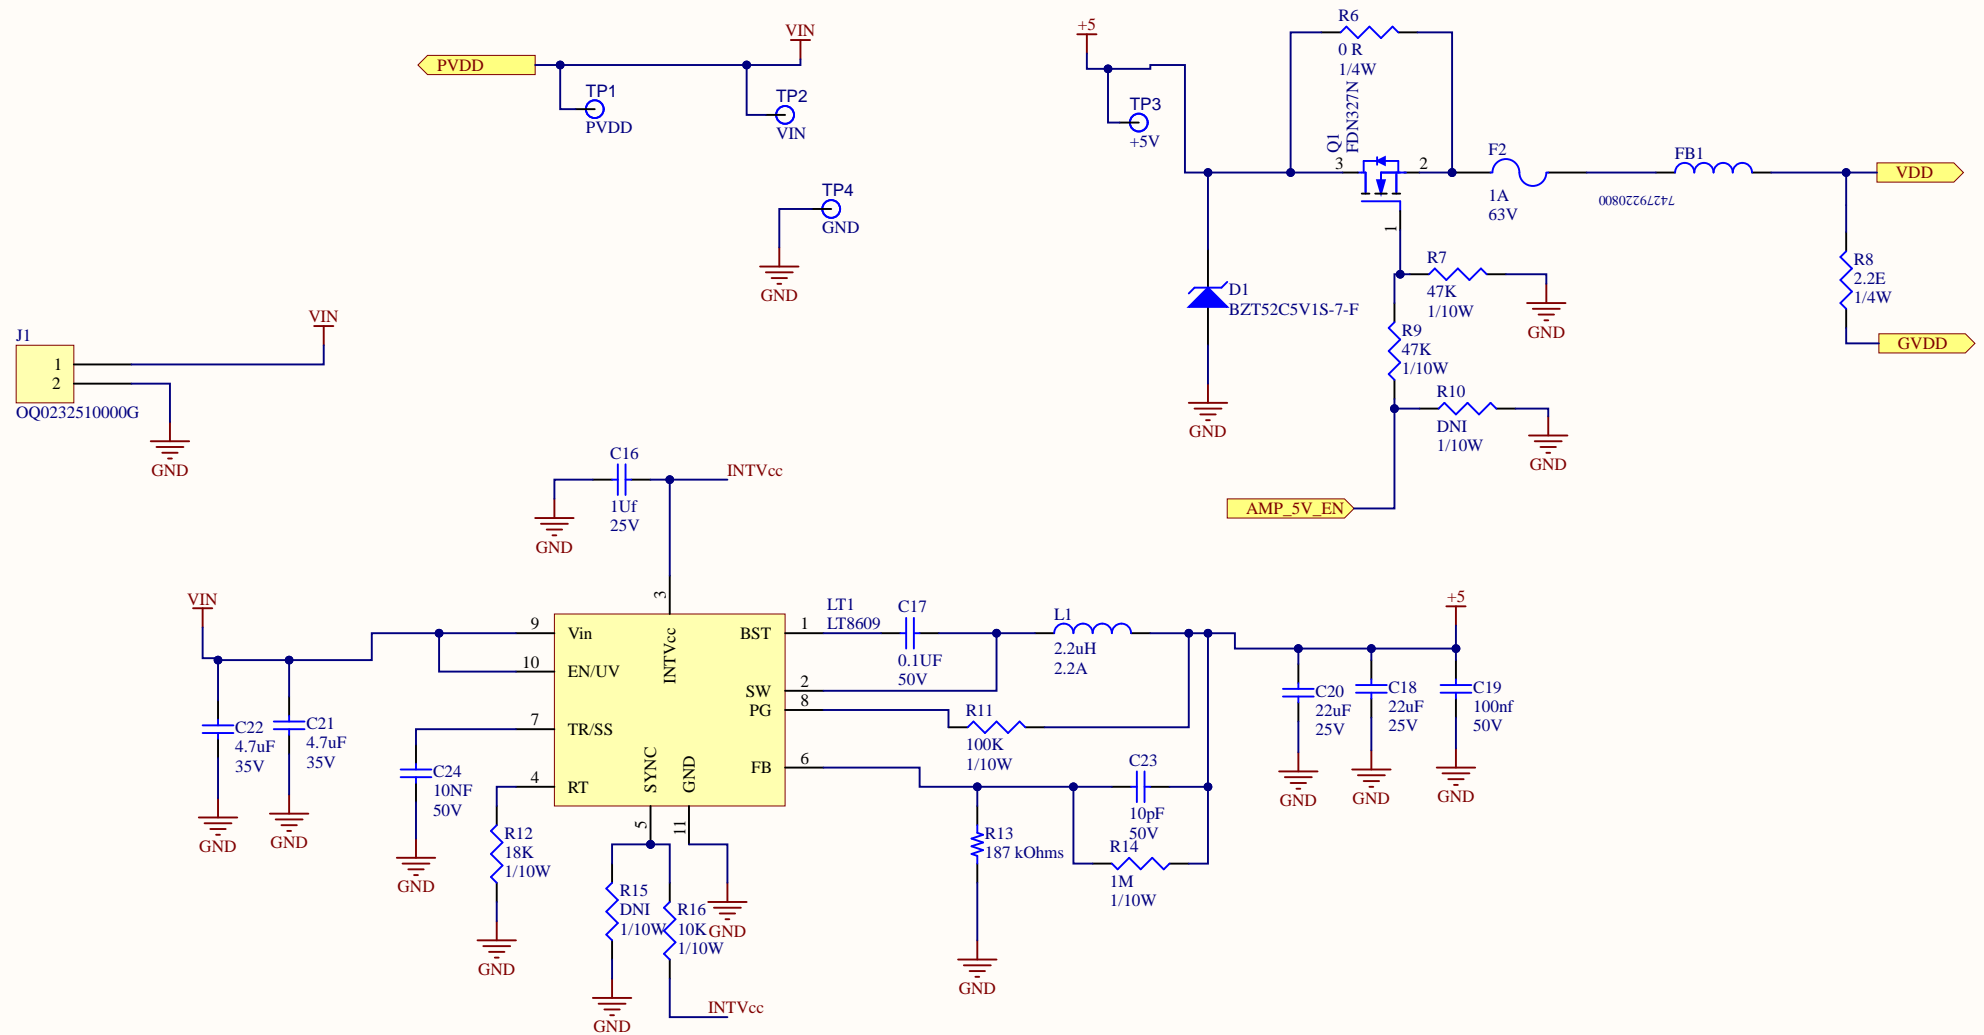 PVDD
VIN
TP1
PVDD
TP2
VIN
TP4
GND
GND
+5
TP3
+5V
R6
0 R
1/4W
Q1
FDN327N
3
2
1
F2
1A
63V
FB1
74279220800
VDD
R8
2.2E
1/4W
GVDD
D1
BZT52C5V1S-7-F
GND
R7
47K
1/10W
GND
R9
47K
1/10W
R10
DNI
1/10W
GND
AMP_5V_EN
J1
1
2
OQ0232510000G
VIN
GND
C16
1Uf
25V
GND
INTVcc
VIN
C22
4.7uF
35V
GND
C21
4.7uF
35V
GND
C24
10NF
50V
GND
R12
18K
1/10W
GND
LT1
LT8609
3
INTVcc
9
Vin
10
EN/UV
7
TR/SS
4
RT
BST
1
SW
2
PG
8
FB
6
SYNC
5
GND
11
R15
DNI
1/10W
GND
R16
10K
1/10W
INTVcc
GND
C17
0.1UF
50V
L1
2.2uH
2.2A
R11
100K
1/10W
C23
10pF
50V
R13
187 kOhms
GND
R14
1M
1/10W
+5
C20
22uF
25V
GND
C18
22uF
25V
GND
C19
100nf
50V
GND